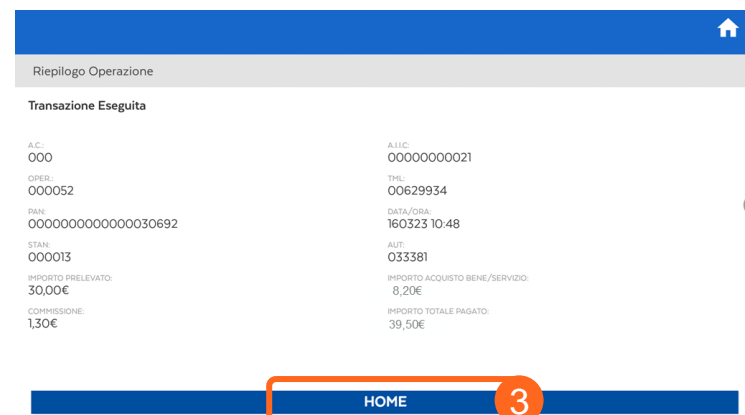 Riepilogo Operazione
Transazione Eseguita
A.C.:
000
A.I.I.C:
00000000021
OPER.:
000052
TML:
00629934
PAN:
0000000000000030692
DATA/ORA:
160323 10:48
STAN:
000013
AUT:
033381
IMPORTO PRELEVATO:
30,00€
IMPORTO ACQUISTO BENE/SERVIZIO:
8,20€
COMMISSIONE:
1,30€
IMPORTO TOTALE PAGATO:
39,50€
HOME
3